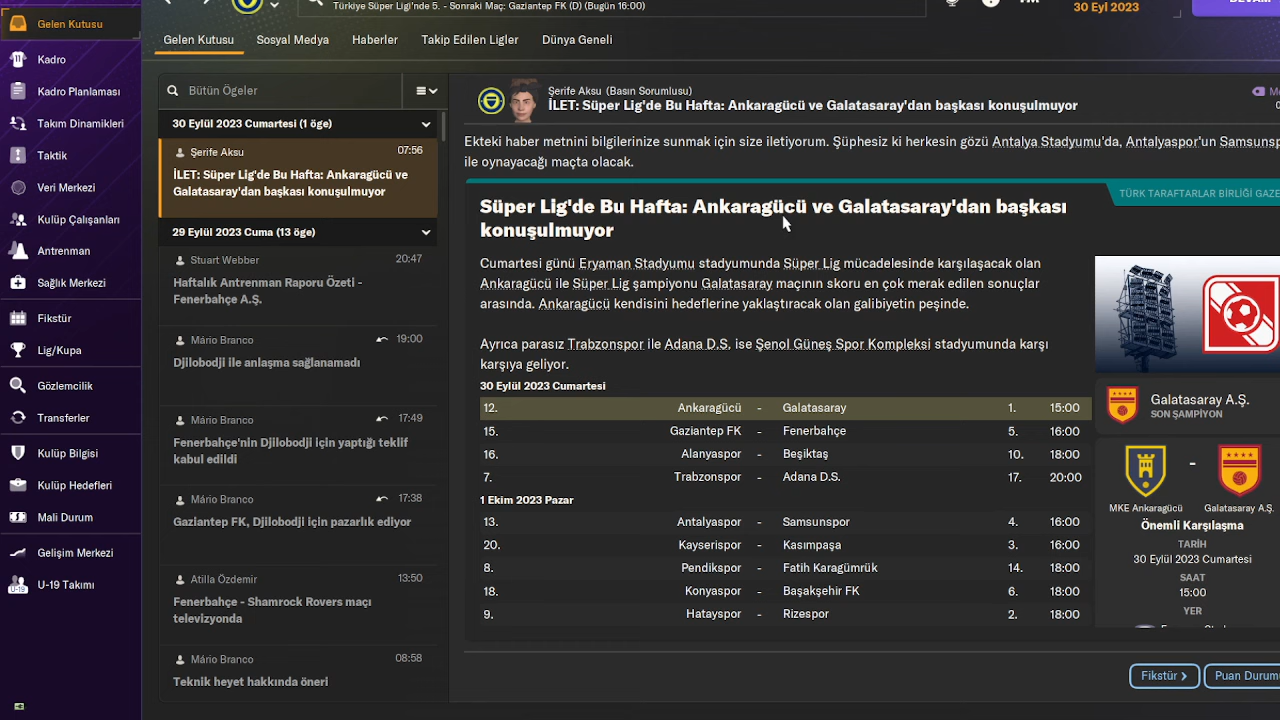 Türkiye Süper Ligi'nde 5. - Sonraki Maç: Gaziantep FK (D) (Bugün 16:00)
30 Eyl 2023
Gelen Kutusu
Kadro
Kadro Planlaması
Takım Dinamikleri
Taktik
Veri Merkezi
Kulüp Çalışanları
Antrenman
Sağlık Merkezi
Fikstür
Lig/Kupa
Gözlemcilik
Transferler
Kulüp Bilgisi
Kulüp Hedefleri
Mali Durum
Gelişim Merkezi
U-19 Takımı
Gelen Kutusu Sosyal Medya Haberler Takip Edilen Ligler Dünya Geneli
Bütün Ögeler
30 Eylül 2023 Cumartesi (1 öge)
Şerife Aksu 07:56
İLET: Süper Lig'de Bu Hafta: Ankaragücü ve
Galatasaray'dan başkası konuşulmuyor
29 Eylül 2023 Cuma (13 öge)
Stuart Webber 20:47
Haftalık Antrenman Raporu Özeti -
Fenerbahçe A.Ş.
Mário Branco 19:00
Djilobodji ile anlaşma sağlanamadı
Mário Branco 17:49
Fenerbahçe'nin Djilobodji için yaptığı teklif
kabul edildi
Mário Branco 17:38
Gaziantep FK, Djilobodji için pazarlık ediyor
Atilla Özdemir 13:50
Fenerbahçe - Shamrock Rovers maçı
televizyonda
Mário Branco 08:58
Teknik heyet hakkında öneri
Şerife Aksu (Basın Sorumlusu)
İLET: Süper Lig'de Bu Hafta: Ankaragücü ve Galatasaray'dan başkası konuşulmuyor
Ekteki haber metnini bilgilerinize sunmak için size iletiyorum. Şüphesiz ki herkesin gözü Antalya Stadyumu'da, Antalyaspor'un Samsunsp
ile oynayacağı maçta olacak.
TÜRK TARAFTARLAR BİRLİĞİ GAZE
Süper Lig'de Bu Hafta: Ankaragücü ve Galatasaray'dan başkası
konuşulmuyor
Cumartesi günü Eryaman Stadyumu stadyumunda Süper Lig mücadelesinde karşılaşacak olan
Ankaragücü ile Süper Lig şampiyonu Galatasaray maçının skoru en çok merak edilen sonuçlar
arasında. Ankaragücü kendisini hedeflerine yaklaştıracak olan galibiyetin peşinde.
Ayrıca parasız Trabzonspor ile Adana D.S, ise Şenol Güneş Spor Kompleksi stadyumunda karşı
karşıya geliyor.
30 Eylül 2023 Cumartesi
12. Ankaragücü - Galatasaray 1. 15:00
15. Gaziantep FK - Fenerbahçe 5. 16:00
16. Alanyaspor - Beşiktaş 10. 18:00
7. Trabzonspor - Adana D.S. 17. 20:00
1 Ekim 2023 Pazar
13. Antalyaspor - Samsunspor 4. 16:00
20. Kayserispor - Kasımpaşa 3. 16:00
8. Pendikspor - Fatih Karagümrük 14. 18:00
18. Konyaspor - Başakşehir FK 6. 18:00
9. Hatayspor - Rizespor 2. 18:00
Galatasaray A.Ş.
SON ŞAMPİYON
-
MKE Ankaragücü Galatasaray A.Ş.
Önemli Karşılaşma
TARİH
30 Eylül 2023 Cumartesi
SAAT
15:00
YER
Fikstür Puan Durum